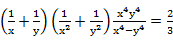 (1/x + 1/y) (1/x² + 1/y²) x⁴y⁴/(x⁴−y⁴) = 2/3